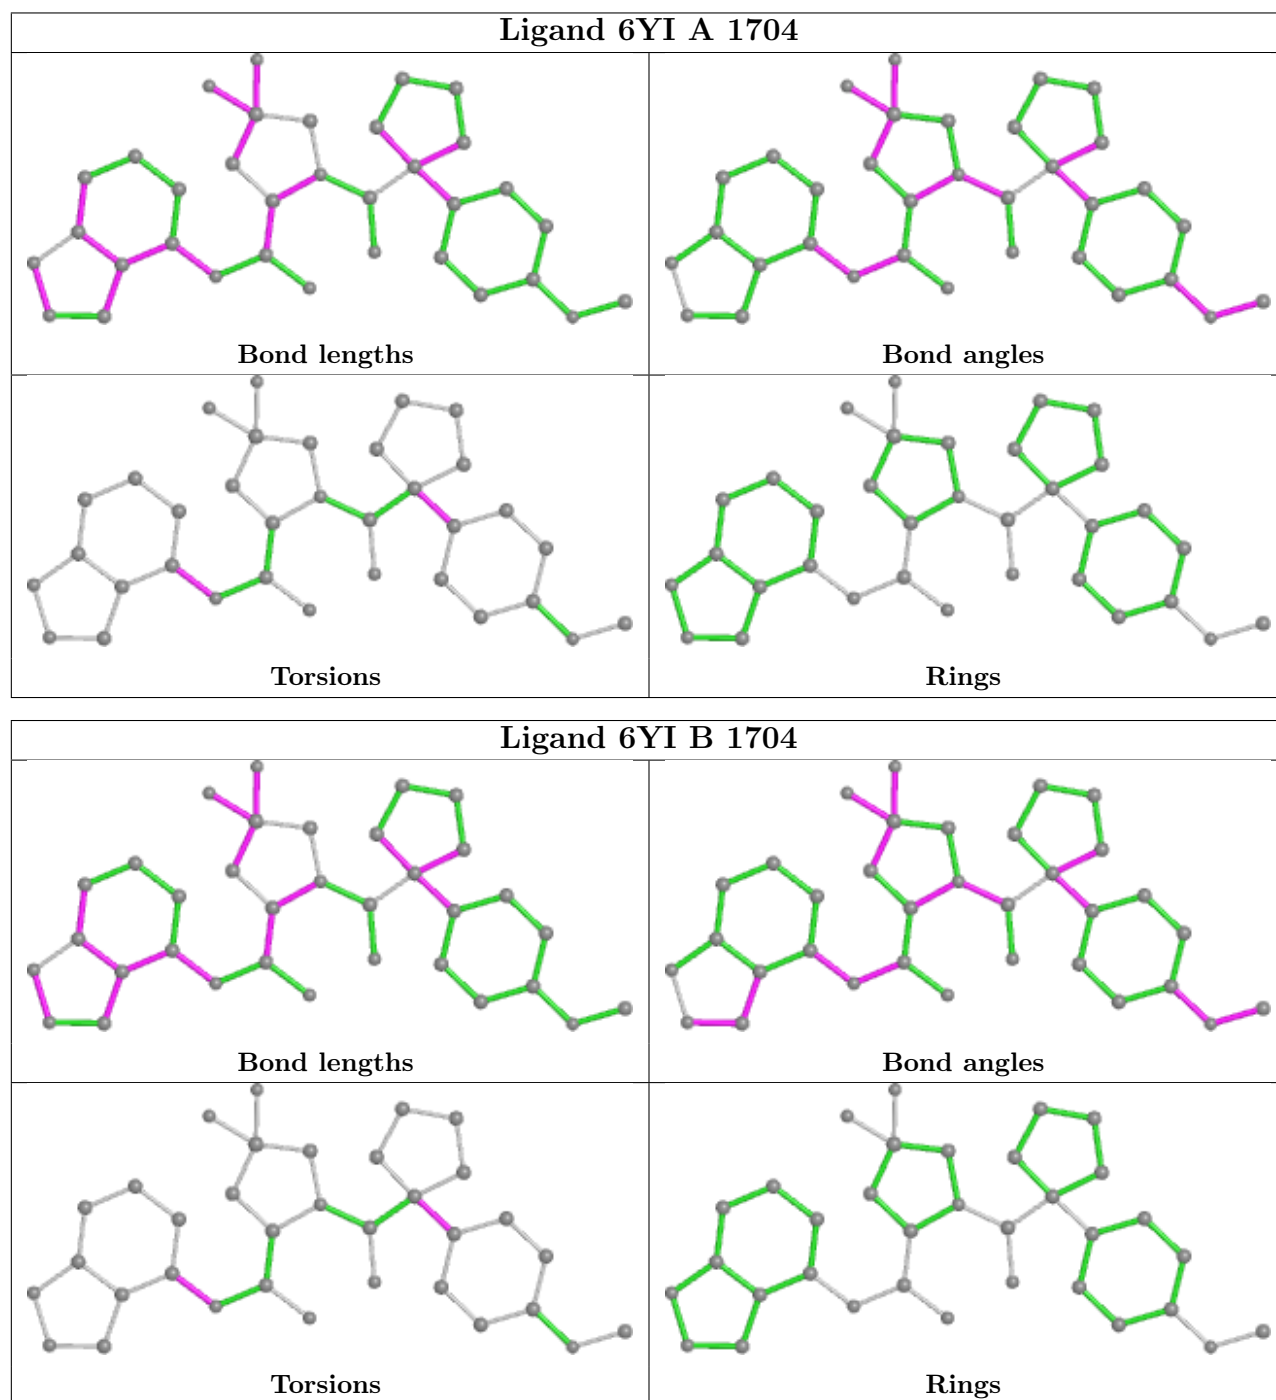 Ligand 6YI A 1704
Bond lengths
Bond angles
Torsions
Rings
Ligand 6YI B 1704
Bond lengths
Bond angles
Torsions
Rings